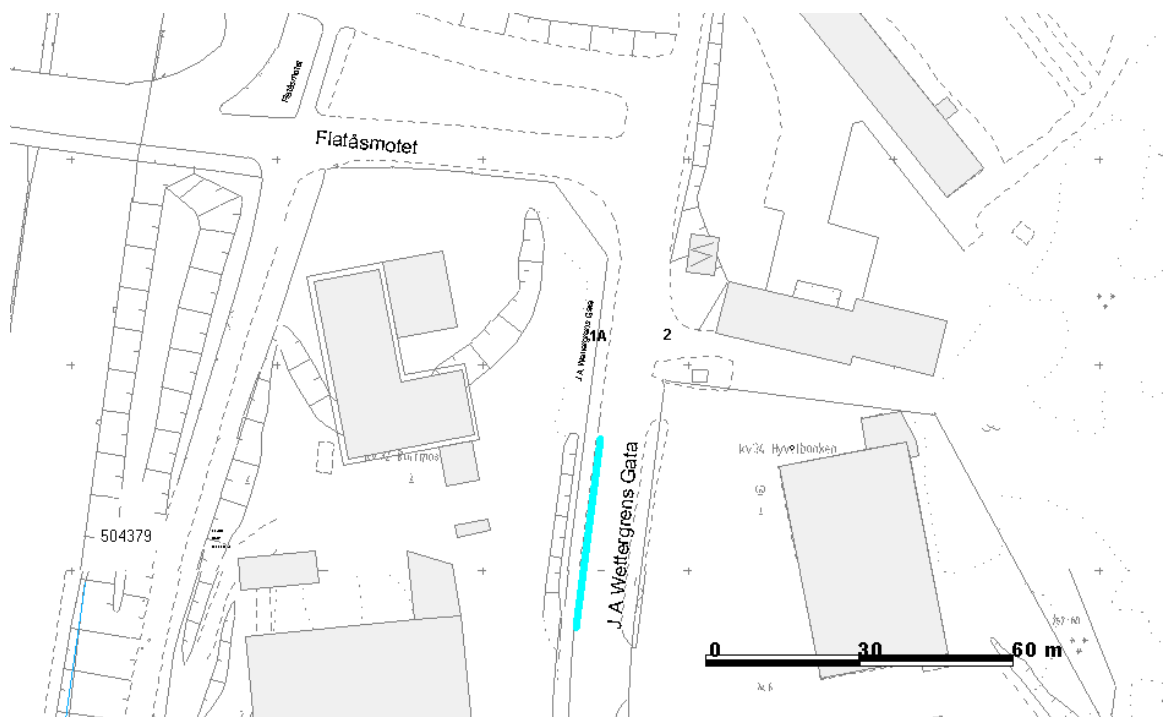 Flatåsmotet
Flatåsmotet
J A Wettergrens Gata
1A
2
J A Wettergrens Gata
kv34 Hyvelbänken
504379
0 30 60 m